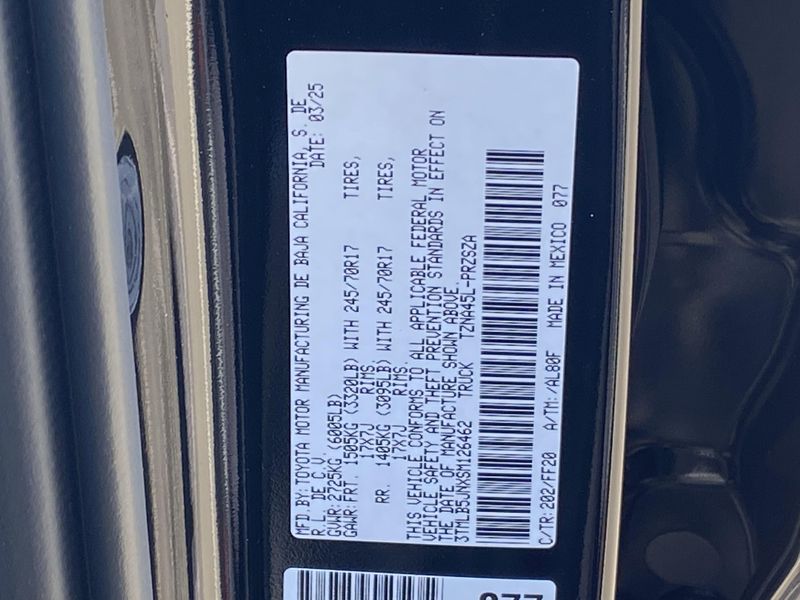 MFD BY: TOYOTA MOTOR MANUFACTURING DE BAJA CALIFORNIA, S. DE
R.L. DE C.V. DATE: 03/25
GVWR: 2725KG (6005LB)
GAWR: FRT. 1505KG (3320LB) WITH 245/70R17 TIRES,
17X7J RIMS
RR. 1405KG (3095LB) WITH 245/70R17 TIRES,
17X7J RIMS
THIS VEHICLE CONFORMS TO ALL APPLICABLE FEDERAL MOTOR
VEHICLE SAFETY AND THEFT PREVENTION STANDARDS IN EFFECT ON
THE DATE OF MANUFACTURE SHOWN ABOVE.
3TMLB5JNXSM126462 TRUCK TZNA45L-PRZSZA
C/TR: 202/FF20 A/TM: /AL80F MADE IN MEXICO 077
077